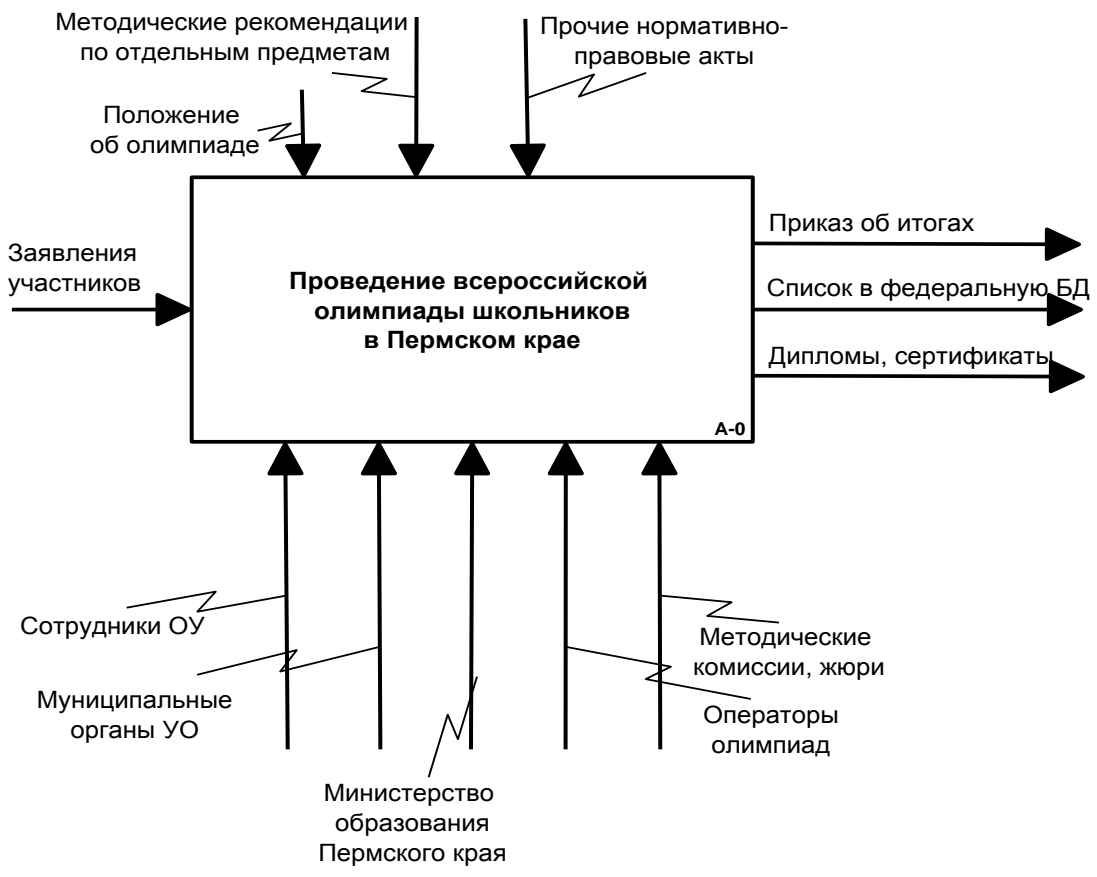 Методические рекомендации
по отдельным предметам
Прочие нормативно-
правовые акты
Положение
об олимпиаде
Заявления
участников
Проведение всероссийской
олимпиады школьников
в Пермском крае
А-0
Приказ об итогах
Список в федеральную БД
Дипломы, сертификаты
Сотрудники ОУ
Муниципальные
органы УО
Министерство
образования
Пермского края
Методические
комиссии, жюри
Операторы
олимпиад